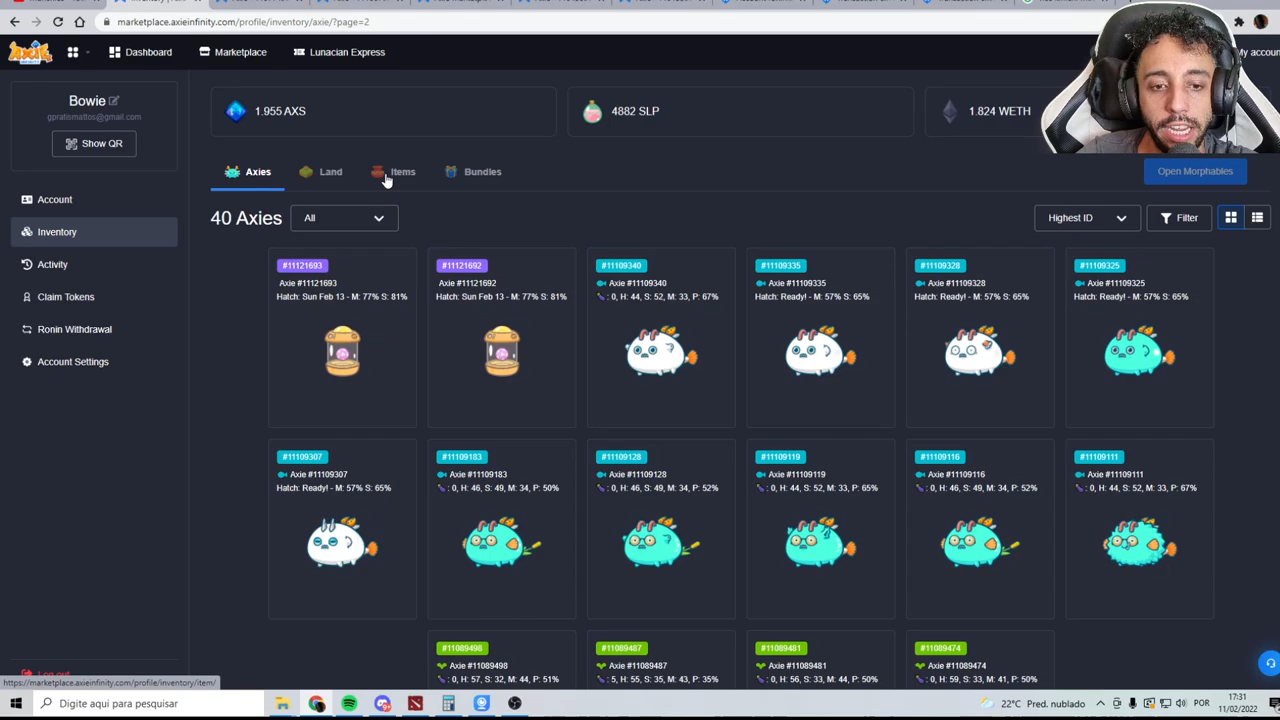 marketplace.axieinfinity.com/profile/inventory/axie/?page=2
Dashboard
Marketplace
Lunacian Express
My accoun
Bowie
gpratismattos@gmail.com
Show QR
1.955 AXS
4882 SLP
1.824 WETH
Axies
Land
Items
Bundles
Open Morphables
Account
Inventory
Activity
Claim Tokens
Ronin Withdrawal
Account Settings
Log out
40 Axies
All
Highest ID
Filter
#11121693
Axie #11121693
Hatch: Sun Feb 13 - M: 77% S: 81%
#11121692
Axie #11121692
Hatch: Sun Feb 13 - M: 77% S: 81%
#11109340
Axie #11109340
: 0, H: 44, S: 52, M: 33, P: 67%
#11109335
Axie #11109335
Hatch: Ready! - M: 57% S: 65%
#11109328
Axie #11109328
Hatch: Ready! - M: 57% S: 65%
#11109325
Axie #11109325
Hatch: Ready! - M: 57% S: 65%
#11109307
Axie #11109307
Hatch: Ready! - M: 57% S: 65%
#11109183
Axie #11109183
: 0, H: 46, S: 49, M: 34, P: 50%
#11109128
Axie #11109128
: 0, H: 46, S: 49, M: 34, P: 52%
#11109119
Axie #11109119
: 0, H: 44, S: 52, M: 33, P: 65%
#11109116
Axie #11109116
: 0, H: 46, S: 49, M: 34, P: 52%
#11109111
Axie #11109111
: 0, H: 44, S: 52, M: 33, P: 67%
#11089498
Axie #11089498
: 0, H: 57, S: 32, M: 44, P: 51%
#11089487
Axie #11089487
: 5, H: 55, S: 35, M: 43, P: 35%
#11089481
Axie #11089481
: 0, H: 56, S: 33, M: 44, P: 50%
#11089474
Axie #11089474
: 0, H: 59, S: 33, M: 41, P: 50%
https://marketplace.axieinfinity.com/profile/inventory/item/
Digite aqui para pesquisar
22°C Pred. nublado
POR
17:31
11/02/2022